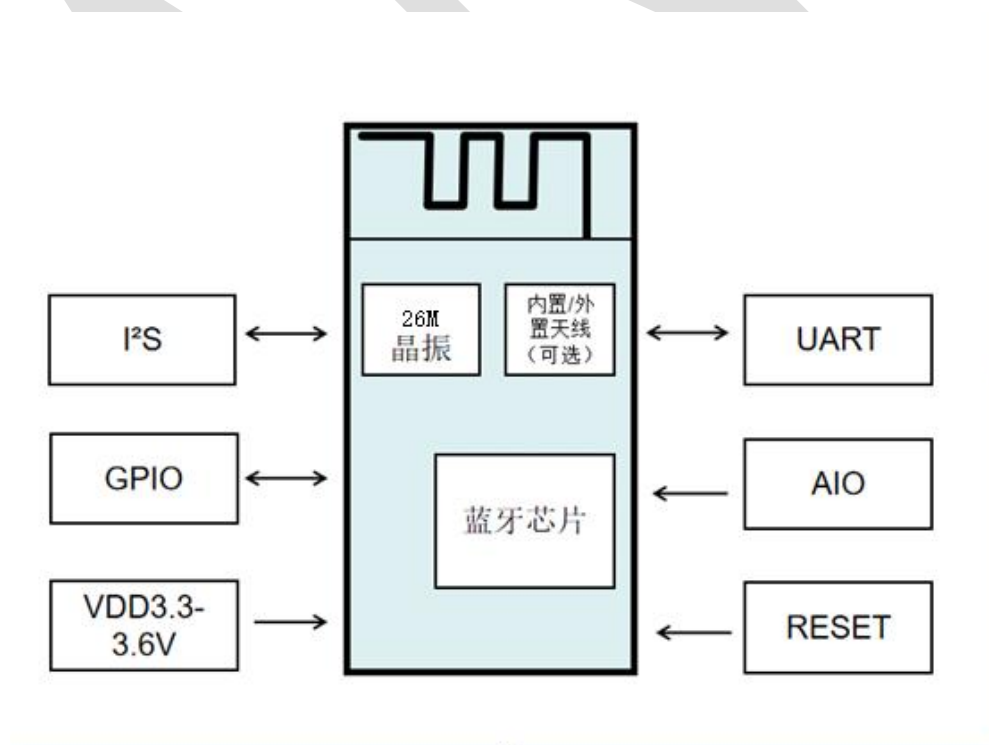 I²S
GPIO
VDD3.3-
3.6V
26M
晶振
内置/外
置天线
（可选）
蓝牙芯片
UART
AIO
RESET